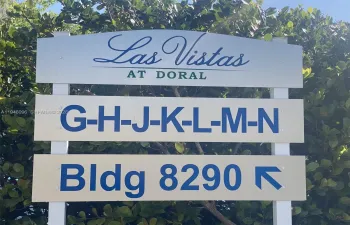 Las Vistas
AT DORAL
G-H-J-K-L-M-N
Bldg 8290